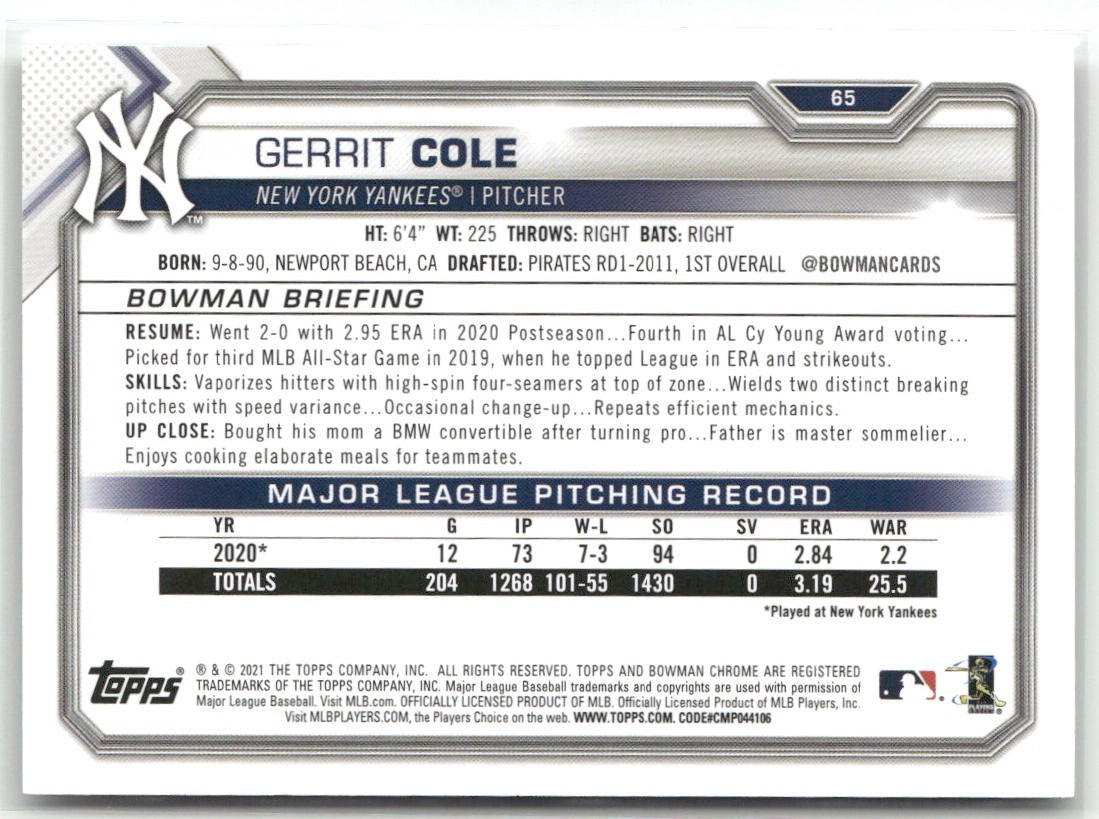 65
NY
TM
GERRIT COLE
NEW YORK YANKEES® | PITCHER
HT: 6'4" WT: 225 THROWS: RIGHT BATS: RIGHT
BORN: 9-8-90, NEWPORT BEACH, CA DRAFTED: PIRATES RD1-2011, 1ST OVERALL @BOWMANCARDS
BOWMAN BRIEFING
RESUME: Went 2-0 with 2.95 ERA in 2020 Postseason...Fourth in AL Cy Young Award voting...
Picked for third MLB All-Star Game in 2019, when he topped League in ERA and strikeouts.
SKILLS: Vaporizes hitters with high-spin four-seamers at top of zone...Wields two distinct breaking
pitches with speed variance...Occasional change-up...Repeats efficient mechanics.
UP CLOSE: Bought his mom a BMW convertible after turning pro...Father is master sommelier...
Enjoys cooking elaborate meals for teammates.
MAJOR LEAGUE PITCHING RECORD
YR G IP W-L SO SV ERA WAR
2020* 12 73 7-3 94 0 2.84 2.2
TOTALS 204 1268 101-55 1430 0 3.19 25.5
*Played at New York Yankees
Topps®
® & © 2021 THE TOPPS COMPANY, INC. ALL RIGHTS RESERVED. TOPPS AND BOWMAN CHROME ARE REGISTERED
TRADEMARKS OF THE TOPPS COMPANY, INC. Major League Baseball trademarks and copyrights are used with permission of
Major League Baseball. Visit MLB.com. OFFICIALLY LICENSED PRODUCT OF MLB. Officially Licensed Product of MLB Players, Inc.
Visit MLBPLAYERS.COM, the Players Choice on the web. WWW.TOPPS.COM. CODE#CMP044106
PLAYERS